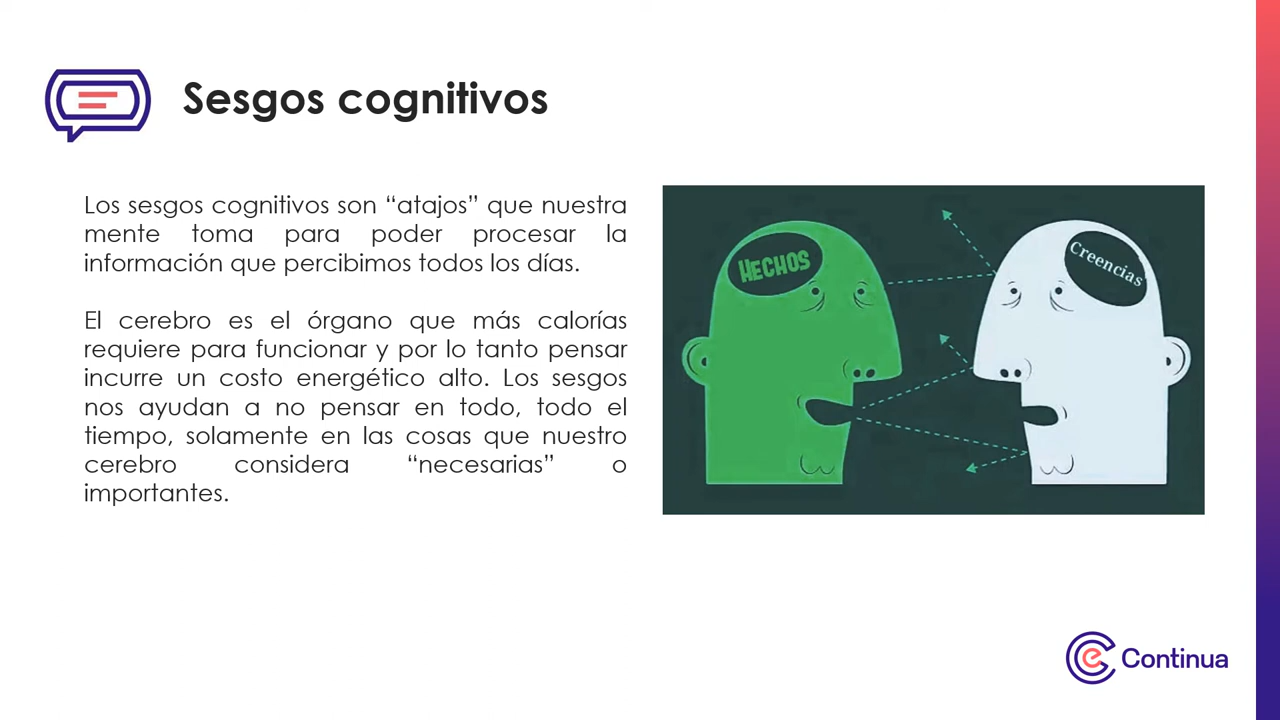 Sesgos cognitivos
Los sesgos cognitivos son “atajos” que nuestra
mente toma para poder procesar la
información que percibimos todos los días.
El cerebro es el órgano que más calorías
requiere para funcionar y por lo tanto pensar
incurre un costo energético alto. Los sesgos
nos ayudan a no pensar en todo, todo el
tiempo, solamente en las cosas que nuestro
cerebro considera “necesarias” o
importantes.
HECHOS
Creencias
Continua